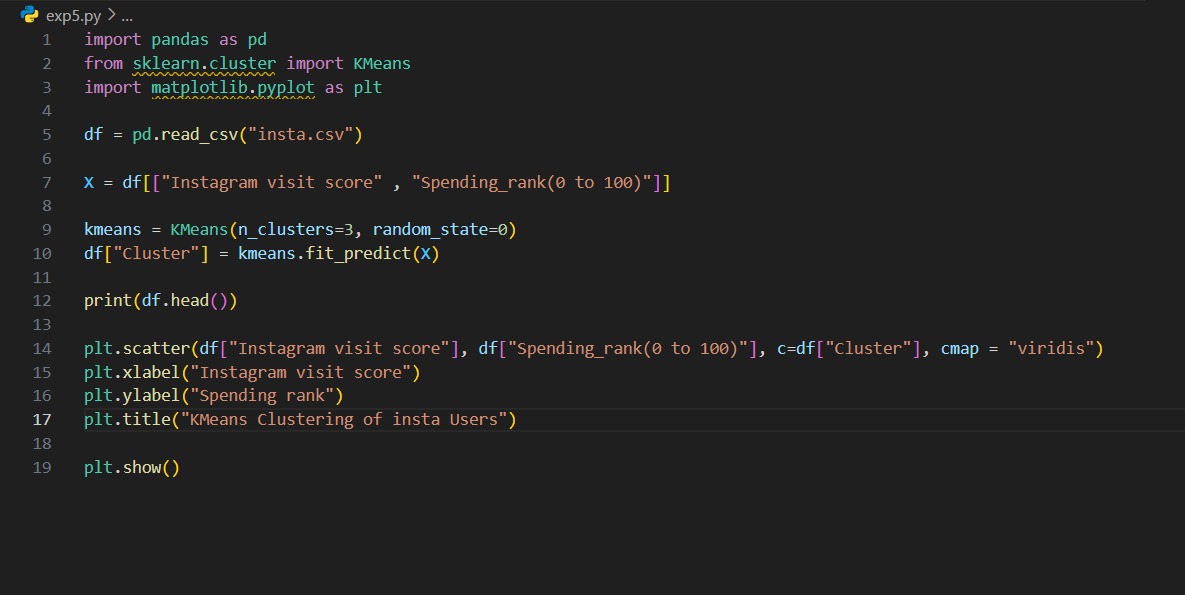 exp5.py > ...
1 import pandas as pd
2 from sklearn.cluster import KMeans
3 import matplotlib.pyplot as plt
4
5 df = pd.read_csv("insta.csv")
6
7 X = df[["Instagram visit score" , "Spending_rank(0 to 100)"]]
8
9 kmeans = KMeans(n_clusters=3, random_state=0)
10 df["Cluster"] = kmeans.fit_predict(X)
11
12 print(df.head())
13
14 plt.scatter(df["Instagram visit score"], df["Spending_rank(0 to 100)"], c=df["Cluster"], cmap = "viridis")
15 plt.xlabel("Instagram visit score")
16 plt.ylabel("Spending rank")
17 plt.title("KMeans Clustering of insta Users")
18
19 plt.show()